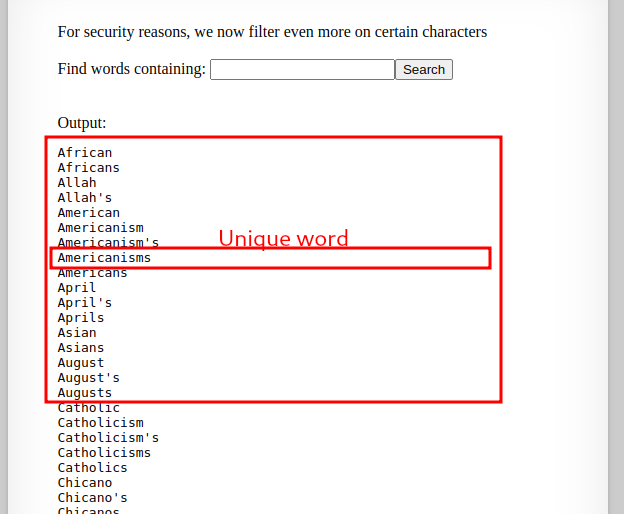 For security reasons, we now filter even more on certain characters
Find words containing: Search
Output:
African
Africans
Allah
Allah's
American
Americanism
Americanism's
Unique word
Americanisms
Americans
April
April's
Aprils
Asian
Asians
August
August's
Augusts
Catholic
Catholicism
Catholicism's
Catholicisms
Catholics
Chicano
Chicano's
Chicanos